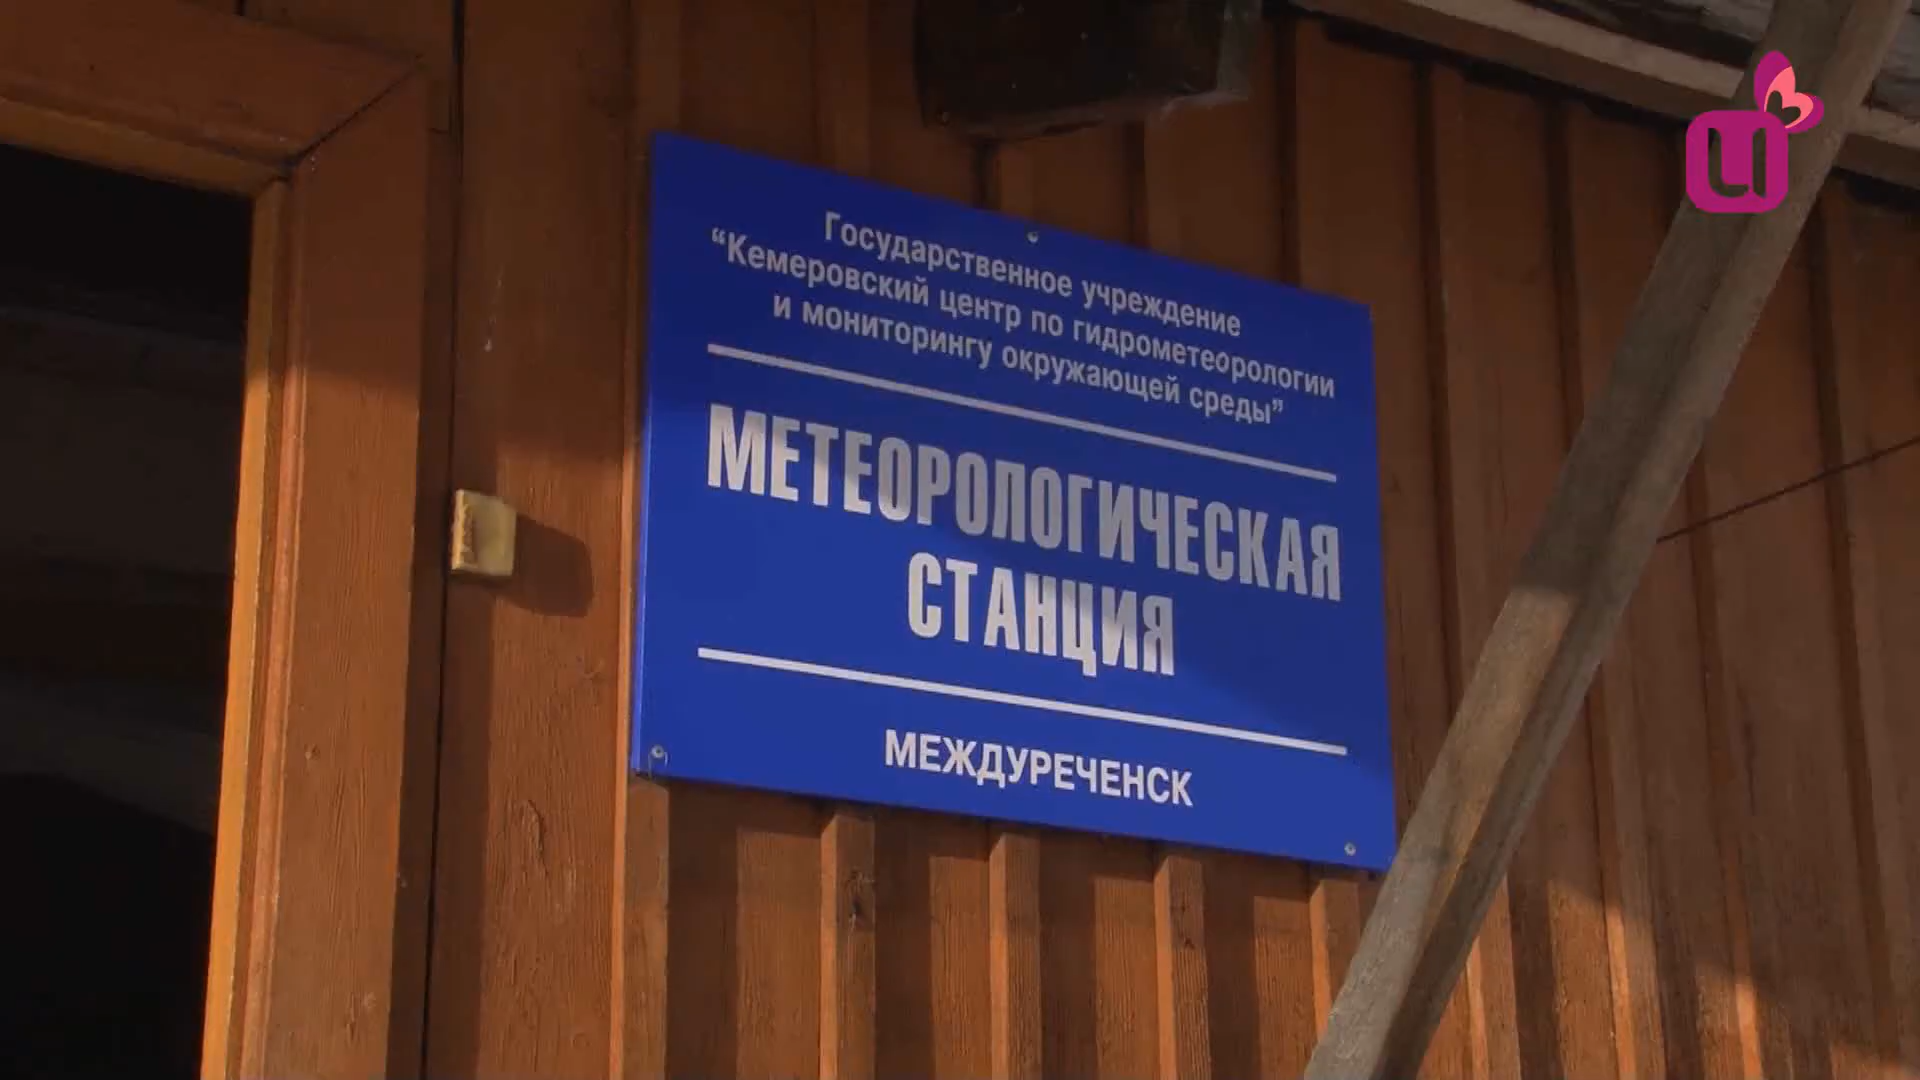 Государственное учреждение
“Кемеровский центр по гидрометеорологии
и мониторингу окружающей среды”
МЕТЕОРОЛОГИЧЕСКАЯ
СТАНЦИЯ
МЕЖДУРЕЧЕНСК